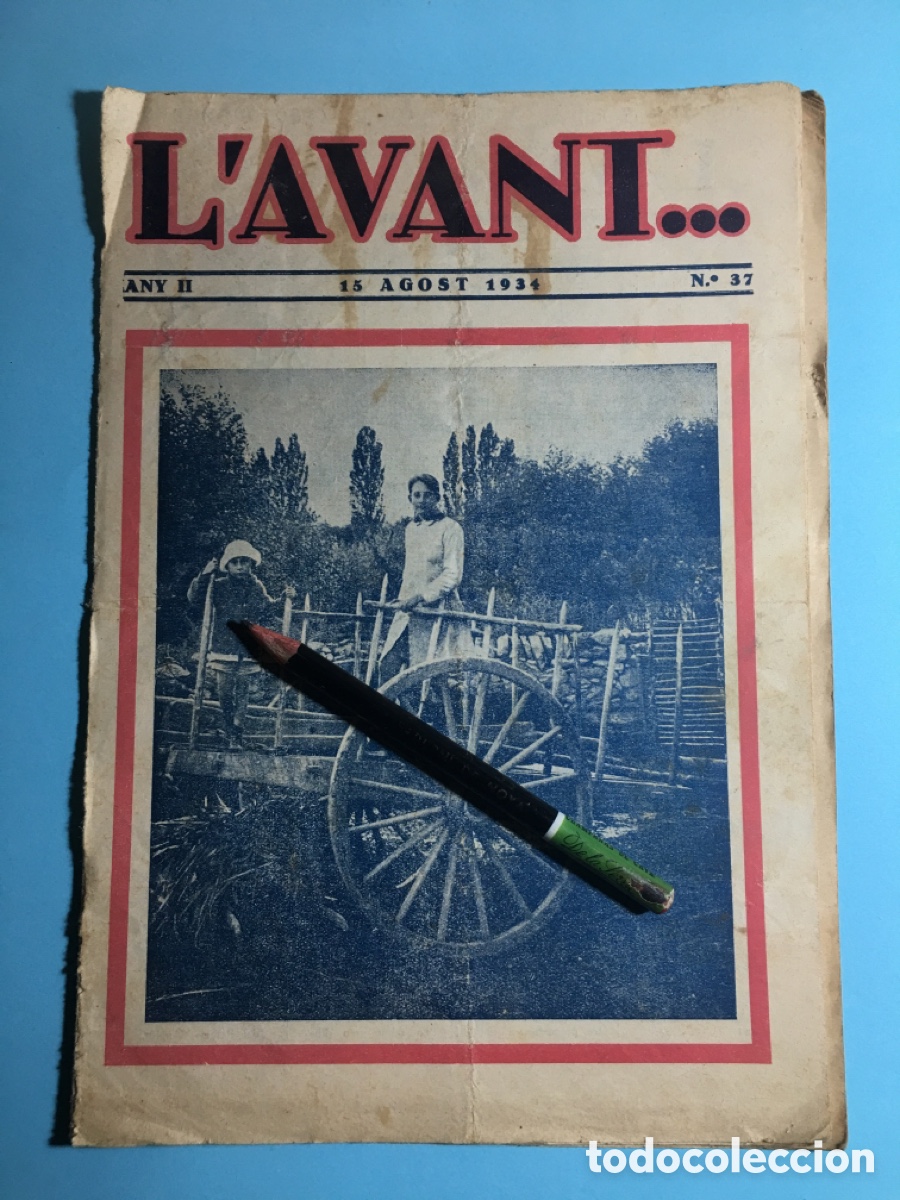 L'AVANT...
ANY II 15 AGOST 1934 N.º 37
todocoleccion